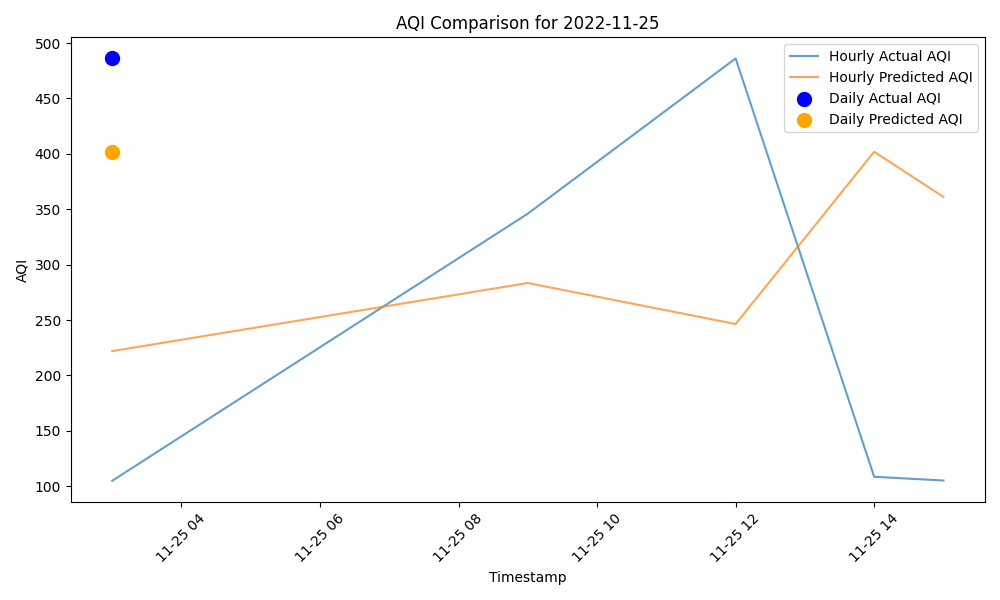 AQI Comparison for 2022-11-25
500
450
400
350
300
250
200
150
100
AQI
Hourly Actual AQI
Hourly Predicted AQI
Daily Actual AQI
Daily Predicted AQI
11-25 04
11-25 06
11-25 08
11-25 10
11-25 12
11-25 14
Timestamp